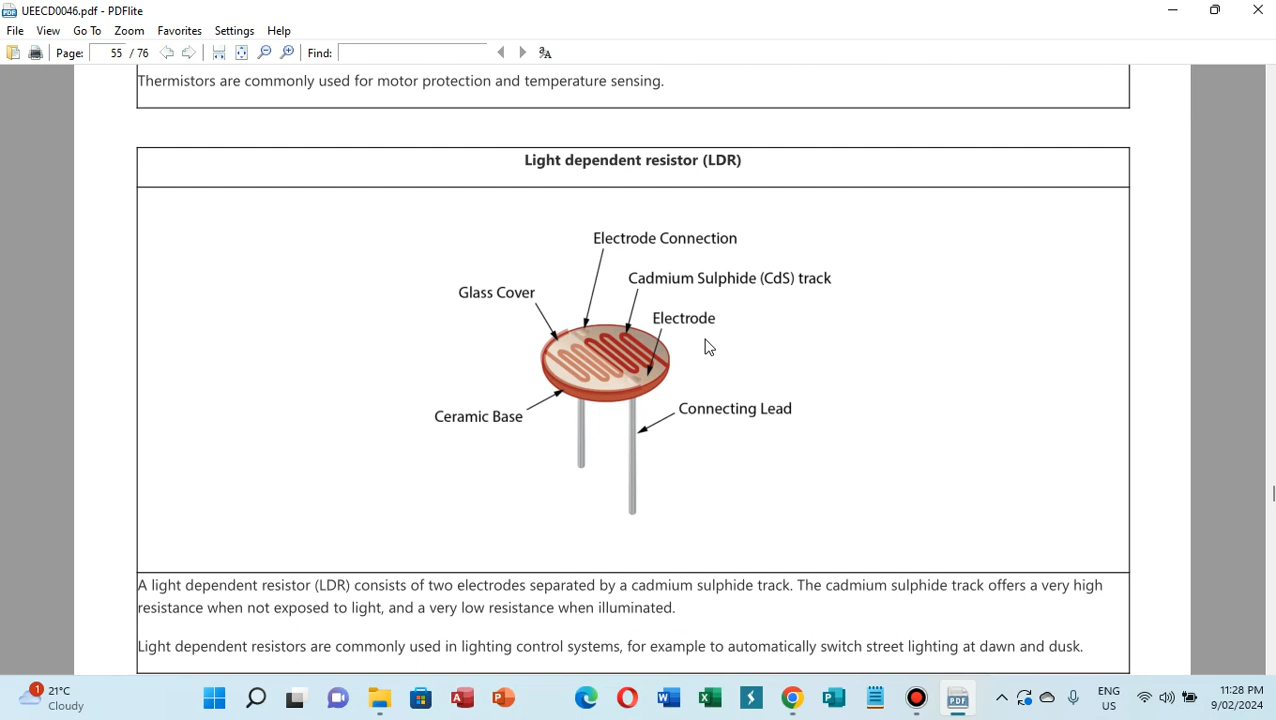 UEECD0046.pdf - PDFlite
File View Go To Zoom Favorites Settings Help
Page: 55 / 76 Find:
Thermistors are commonly used for motor protection and temperature sensing.
Light dependent resistor (LDR)
Electrode Connection
Cadmium Sulphide (CdS) track
Glass Cover
Electrode
Connecting Lead
Ceramic Base
A light dependent resistor (LDR) consists of two electrodes separated by a cadmium sulphide track. The cadmium sulphide track offers a very high
resistance when not exposed to light, and a very low resistance when illuminated.
Light dependent resistors are commonly used in lighting control systems, for example to automatically switch street lighting at dawn and dusk.
1
21°C
Cloudy
ENG
US
11:28 PM
9/02/2024